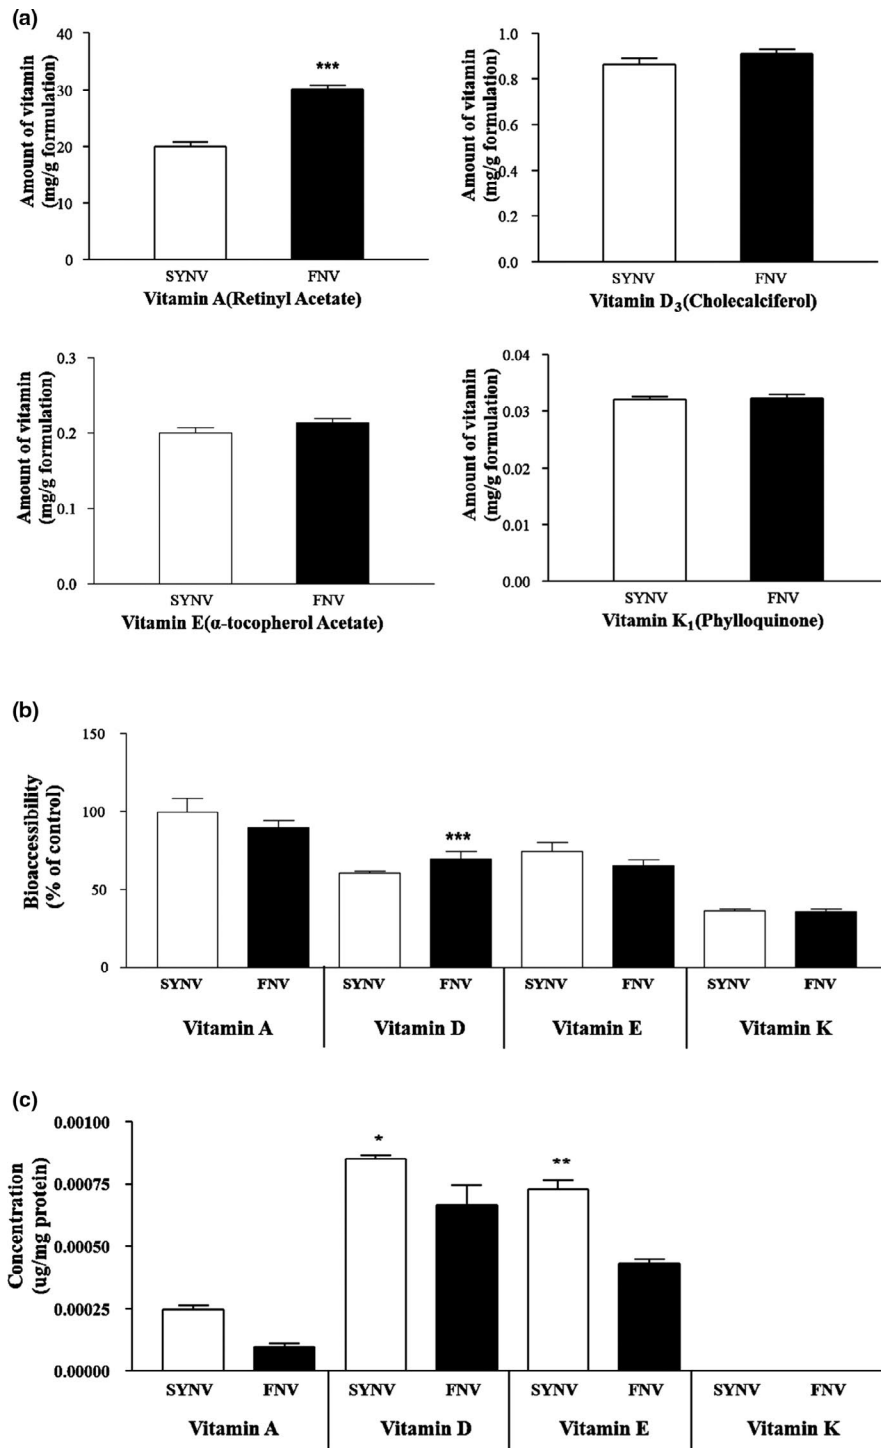 (a)
Amount of vitamin
(mg/g formulation)
40
30
20
10
0
***
SYNV FNV
Vitamin A(Retinyl Acetate)
Amount of vitamin
(mg/g formulation)
1.0
0.8
0.6
0.4
0.2
0.0
SYNV FNV
Vitamin D3(Cholecalciferol)
Amount of vitamin
(mg/g formulation)
0.3
0.2
0.1
0.0
SYNV FNV
Vitamin E(α-tocopherol Acetate)
Amount of vitamin
(mg/g formulation)
0.04
0.03
0.02
0.01
0.00
SYNV FNV
Vitamin K1(Phylloquinone)
(b)
Bioaccessibility
(% of control)
150
100
50
0
***
SYNV FNV SYNV FNV SYNV FNV SYNV FNV
Vitamin A Vitamin D Vitamin E Vitamin K
(c)
Concentration
(ug/mg protein)
0.00100
0.00075
0.00050
0.00025
0.00000
* **
SYNV FNV SYNV FNV SYNV FNV SYNV FNV
Vitamin A Vitamin D Vitamin E Vitamin K